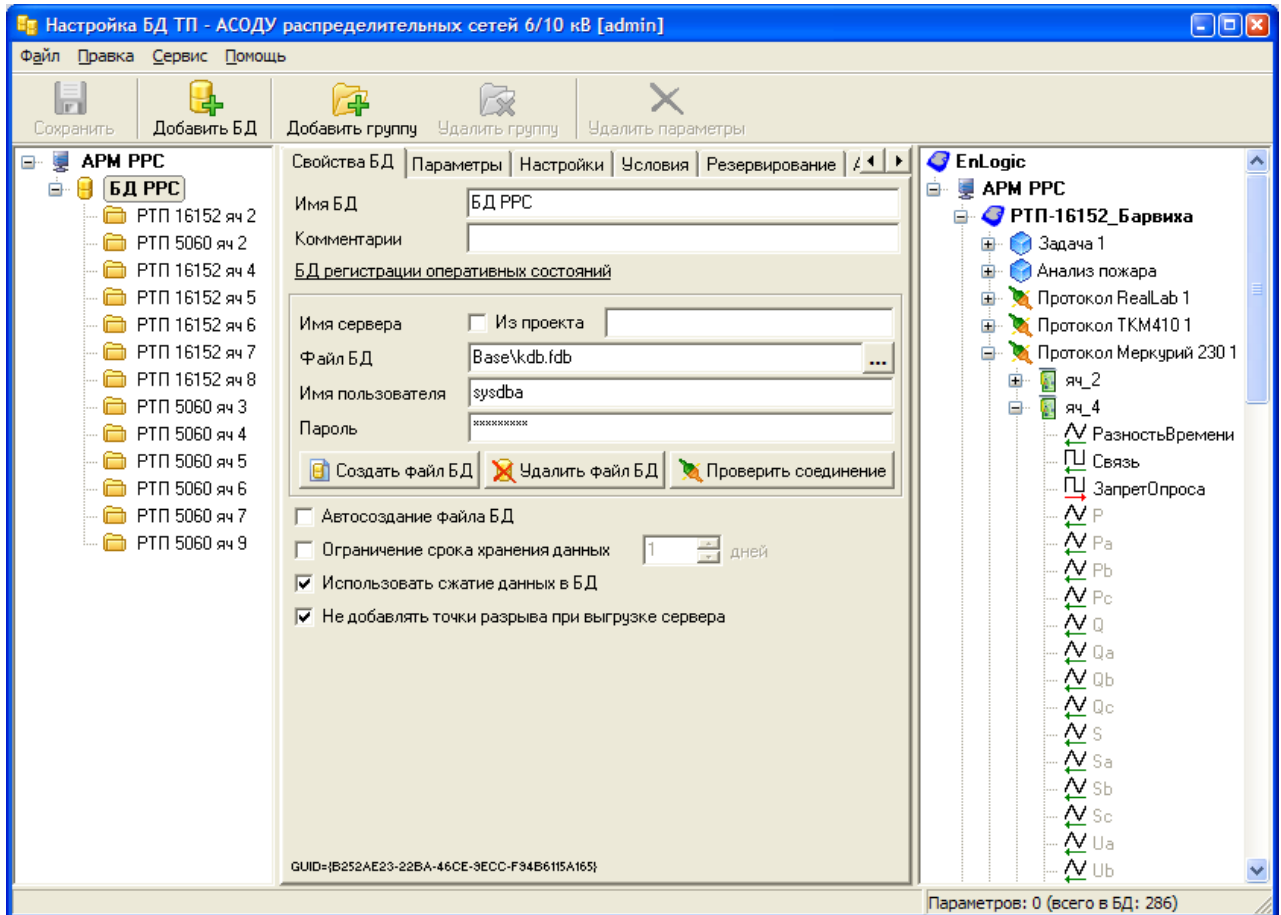 Настройка БД ТП - АСОДУ распределительных сетей 6/10 кВ [admin]
Файл Правка Сервис Помощь
Сохранить Добавить БД Добавить группу Удалить группу Удалить параметры
АРМ РРС
БД РРС
РТП 16152 яч 2
РТП 5060 яч 2
РТП 16152 яч 4
РТП 16152 яч 5
РТП 16152 яч 6
РТП 16152 яч 7
РТП 16152 яч 8
РТП 5060 яч 3
РТП 5060 яч 4
РТП 5060 яч 5
РТП 5060 яч 6
РТП 5060 яч 7
РТП 5060 яч 9
Свойства БД Параметры Настройки Условия Резервирование
Имя БД БД РРС
Комментарии
БД регистрации оперативных состояний
Имя сервера Из проекта
Файл БД Base\kdb.fdb ...
Имя пользователя sysdba
Пароль *********
Создать файл БД Удалить файл БД Проверить соединение
Автосоздание файла БД
Ограничение срока хранения данных 1 дней
Использовать сжатие данных в БД
Не добавлять точки разрыва при выгрузке сервера
GUID={B252AE23-22BA-46CE-9ECC-F94B6115A165}
EnLogic
АРМ РРС
РТП-16152_Барвиха
Задача 1
Анализ пожара
Протокол RealLab 1
Протокол ТКМ410 1
Протокол Меркурий 230 1
яч_2
яч_4
РазностьВремени
Связь
ЗапретОпроса
P
Pa
Pb
Pc
Q
Qa
Qb
Qc
S
Sa
Sb
Sc
Ua
Ub
Параметров: 0 (всего в БД: 286)